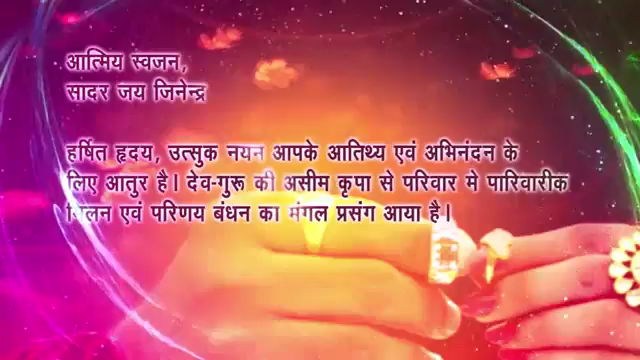 आत्मिय स्वजन,
सादर जय जिनेन्द्र
हर्षित हृदय, उत्सुक नयन आपके आतिथ्य एवं अभिनंदन के
लिए आतुर है। देव-गुरू की असीम कृपा से परिवार मे पारिवारीक
एवं परिणय बंधन का मंगल प्रसंग आया है।